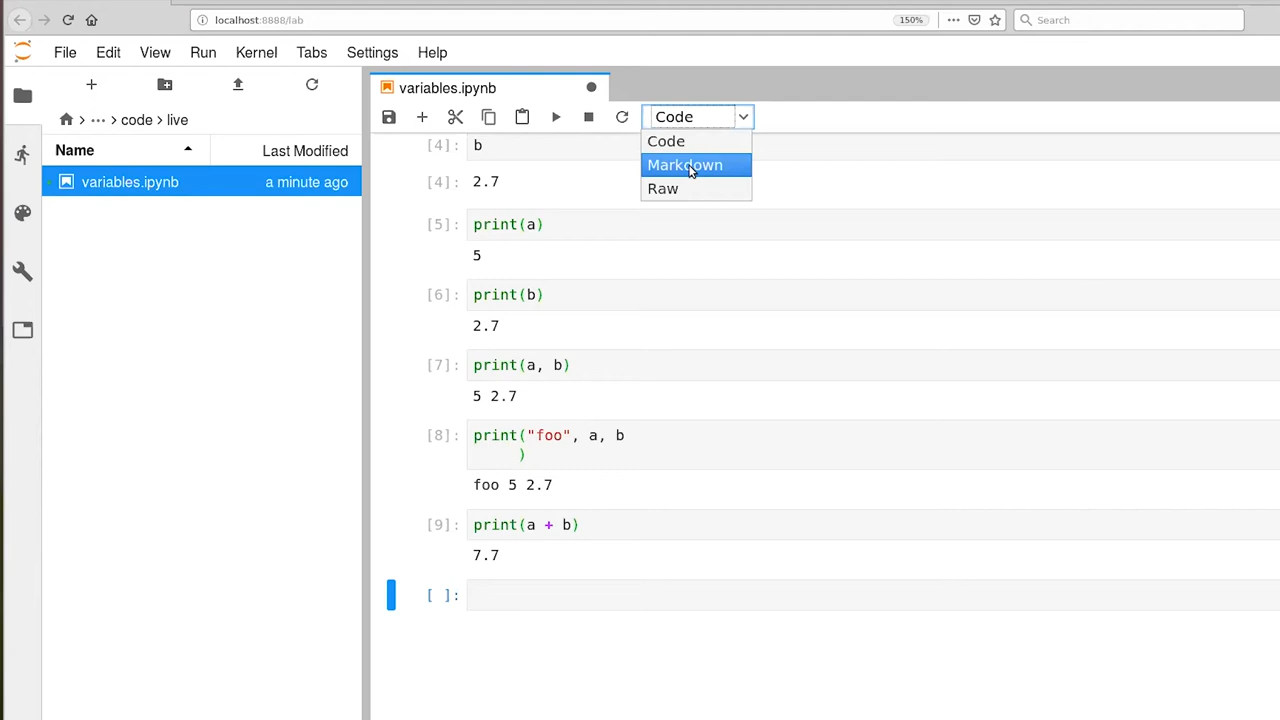 localhost:8888/lab
150%
Search
File Edit View Run Kernel Tabs Settings Help
variables.ipynb
code live
Code
Name Last Modified
Code
Markdown
Raw
variables.ipynb a minute ago
[4]: b
[4]: 2.7
[5]: print(a)
5
[6]: print(b)
2.7
[7]: print(a, b)
5 2.7
[8]: print("foo", a, b
)
foo 5 2.7
[9]: print(a + b)
7.7
[ ]: